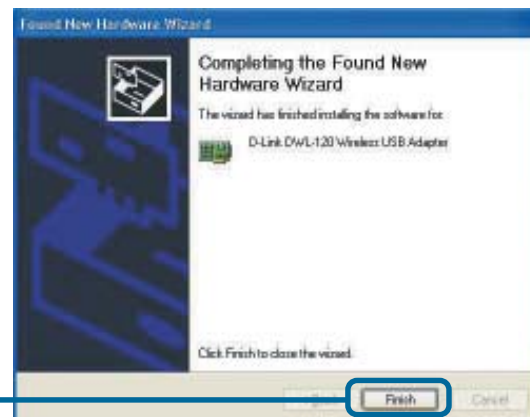 Found New Hardware Wizard
Completing the Found New
Hardware Wizard
The wizard has finished installing the software for:
D-Link DWL-120 Wireless USB Adapter
Click Finish to close the wizard.
< Back Finish Cancel